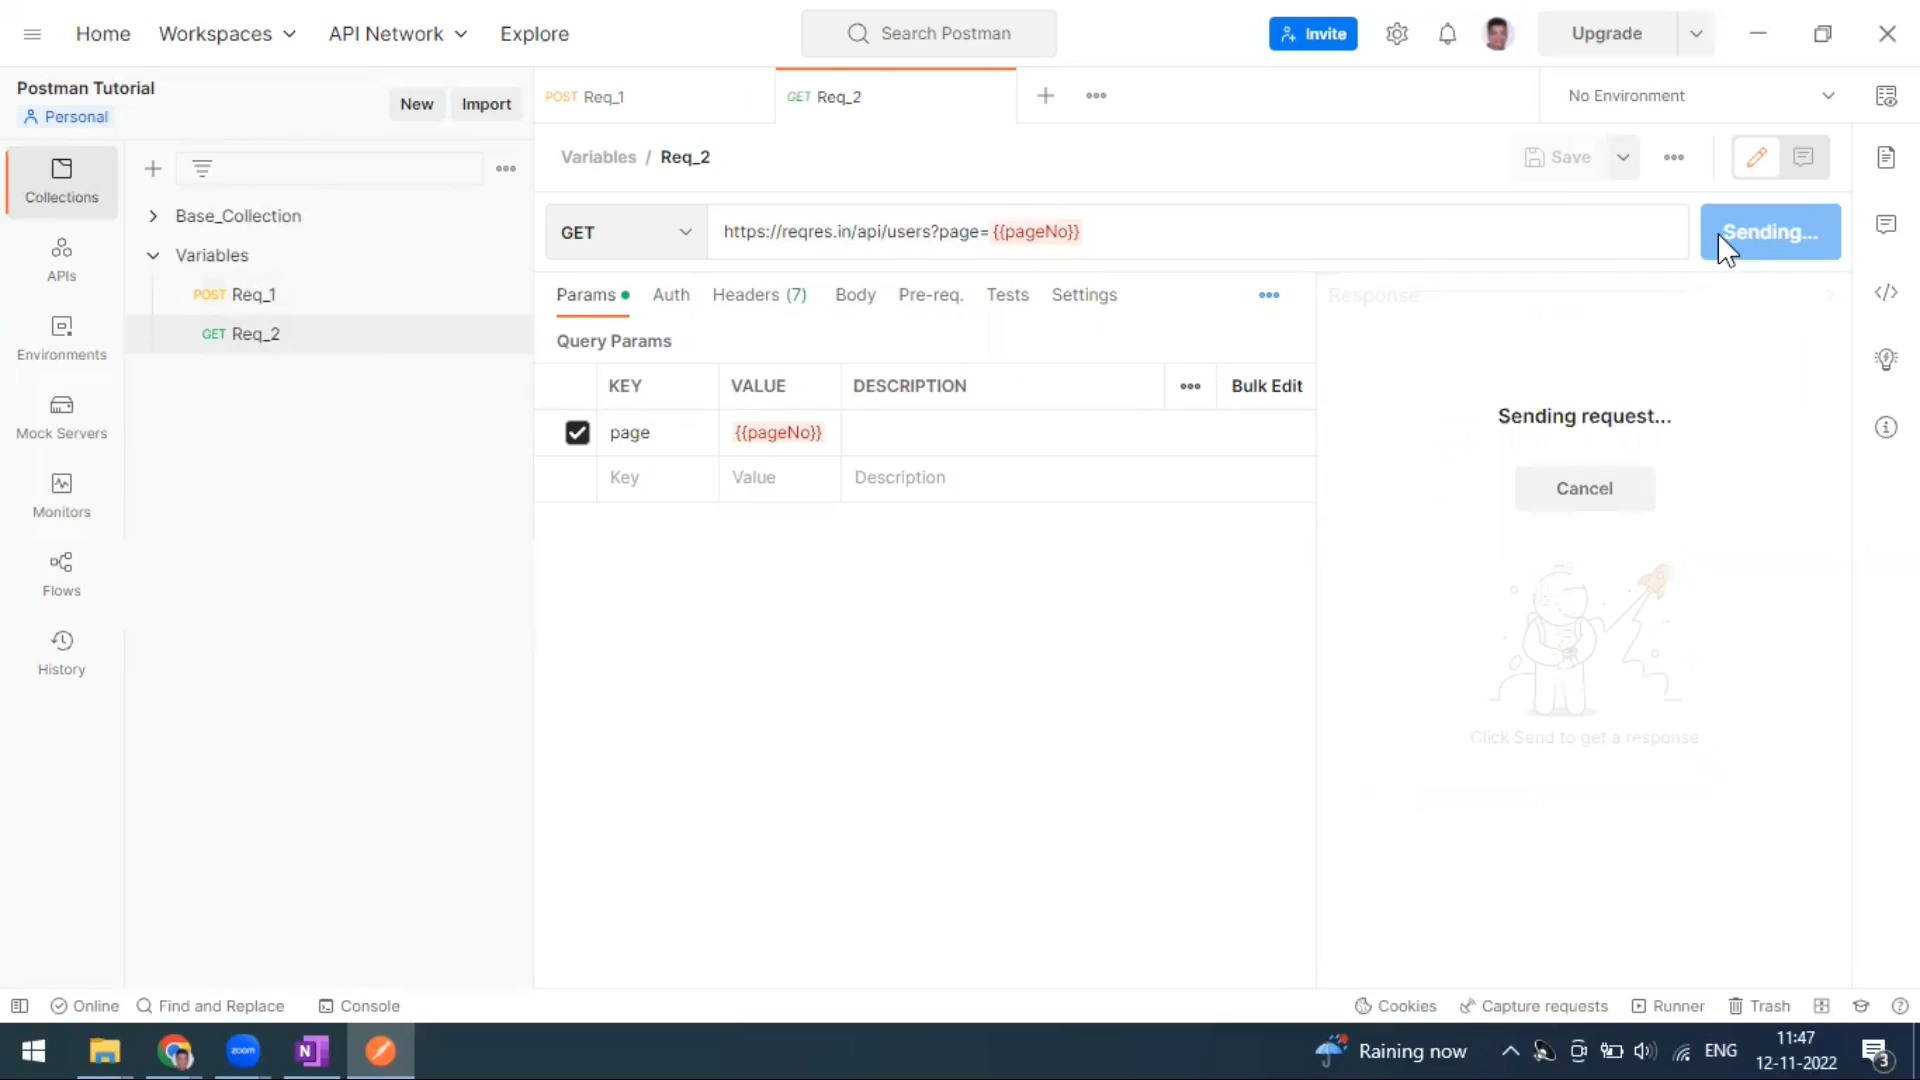 Home
Workspaces
API Network
Explore
Search Postman
Invite
Upgrade
Postman Tutorial
Personal
New
Import
POST Req_1
GET Req_2
No Environment
Collections
APIs
Environments
Mock Servers
Monitors
Flows
History
Base_Collection
Variables
POST Req_1
GET Req_2
Variables / Req_2
Save
GET
https://reqres.in/api/users?page={{pageNo}}
Sending...
Params
Auth
Headers (7)
Body
Pre-req.
Tests
Settings
Query Params
KEY
VALUE
DESCRIPTION
Bulk Edit
page
{{pageNo}}
Key
Value
Description
Response
Sending request...
Cancel
Click Send to get a response
Online
Find and Replace
Console
Cookies
Capture requests
Runner
Trash
zoom
N
Raining now
ENG
11:47
12-11-2022
3